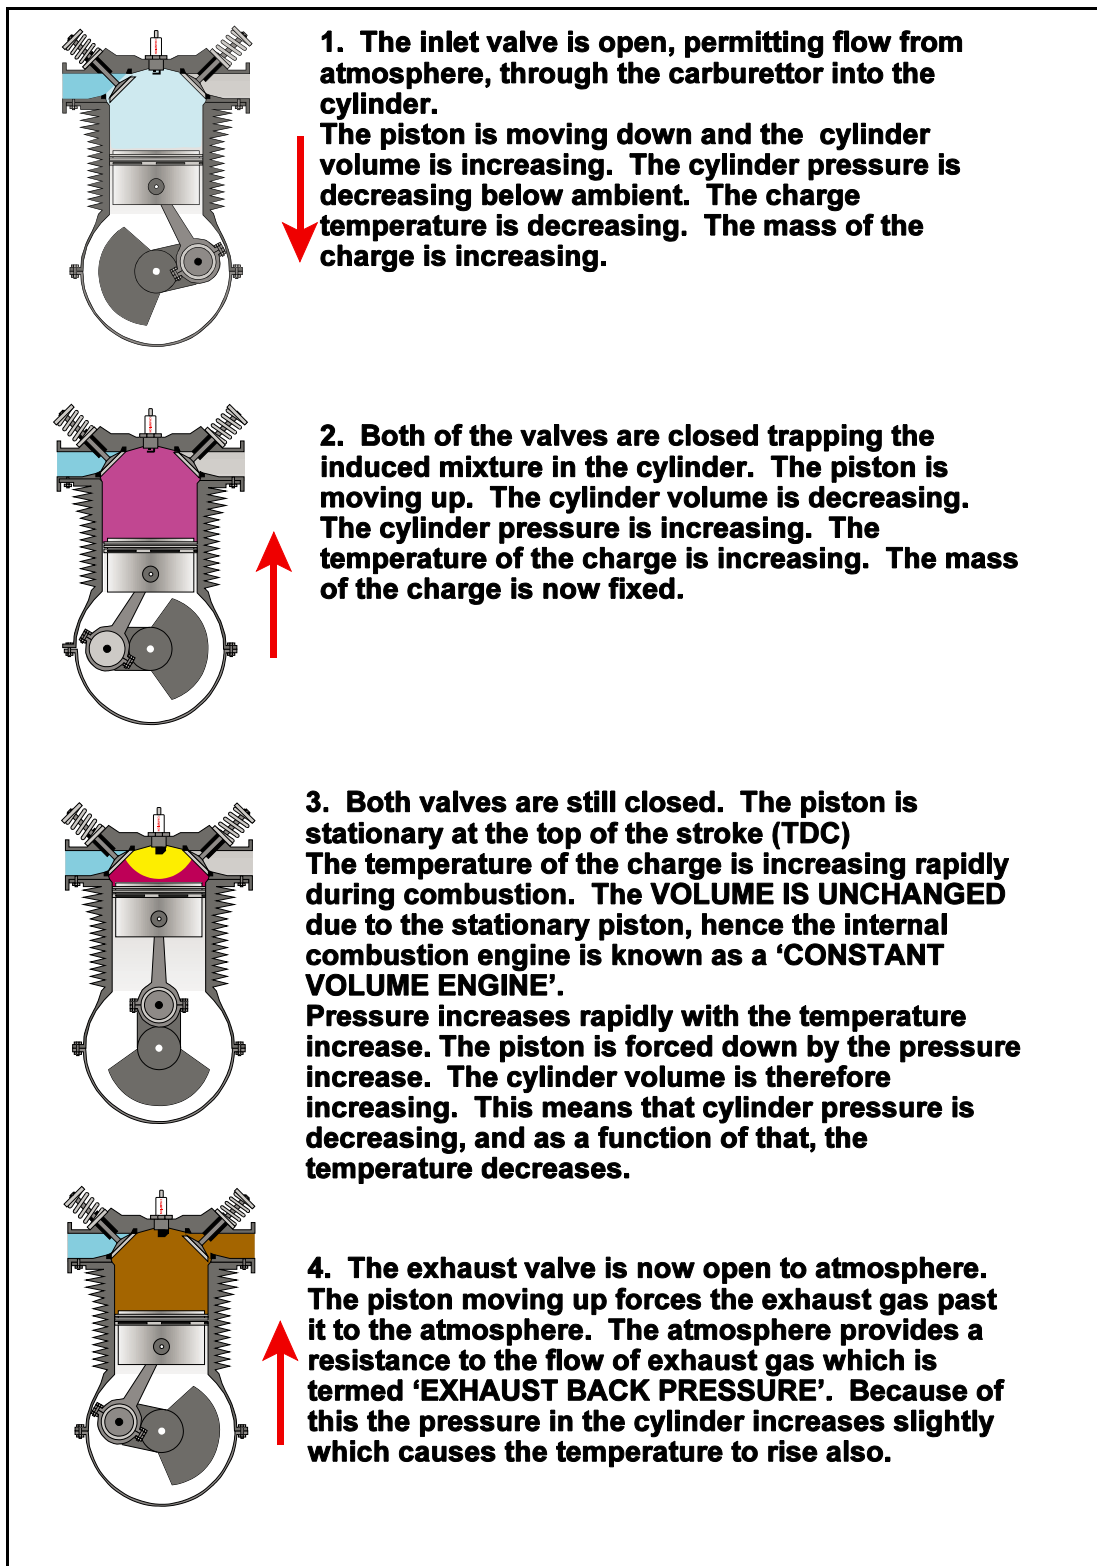 1. The inlet valve is open, permitting flow from
atmosphere, through the carburettor into the
cylinder.
The piston is moving down and the cylinder
volume is increasing. The cylinder pressure is
decreasing below ambient. The charge
temperature is decreasing. The mass of the
charge is increasing.
2. Both of the valves are closed trapping the
induced mixture in the cylinder. The piston is
moving up. The cylinder volume is decreasing.
The cylinder pressure is increasing. The
temperature of the charge is increasing. The mass
of the charge is now fixed.
3. Both valves are still closed. The piston is
stationary at the top of the stroke (TDC)
The temperature of the charge is increasing rapidly
during combustion. The VOLUME IS UNCHANGED
due to the stationary piston, hence the internal
combustion engine is known as a ‘CONSTANT
VOLUME ENGINE’.
Pressure increases rapidly with the temperature
increase. The piston is forced down by the pressure
increase. The cylinder volume is therefore
increasing. This means that cylinder pressure is
decreasing, and as a function of that, the
temperature decreases.
4. The exhaust valve is now open to atmosphere.
The piston moving up forces the exhaust gas past
it to the atmosphere. The atmosphere provides a
resistance to the flow of exhaust gas which is
termed ‘EXHAUST BACK PRESSURE’. Because of
this the pressure in the cylinder increases slightly
which causes the temperature to rise also.